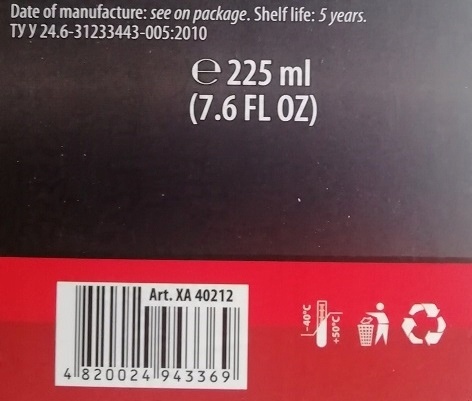 Date of manufacture: see on package. Shelf life: 5 years.
ТУ У 24.6-31233443-005:2010
℮ 225 ml
(7.6 FL OZ)
Art. XA 40212
-40°C
+50°C
4 820024 943369